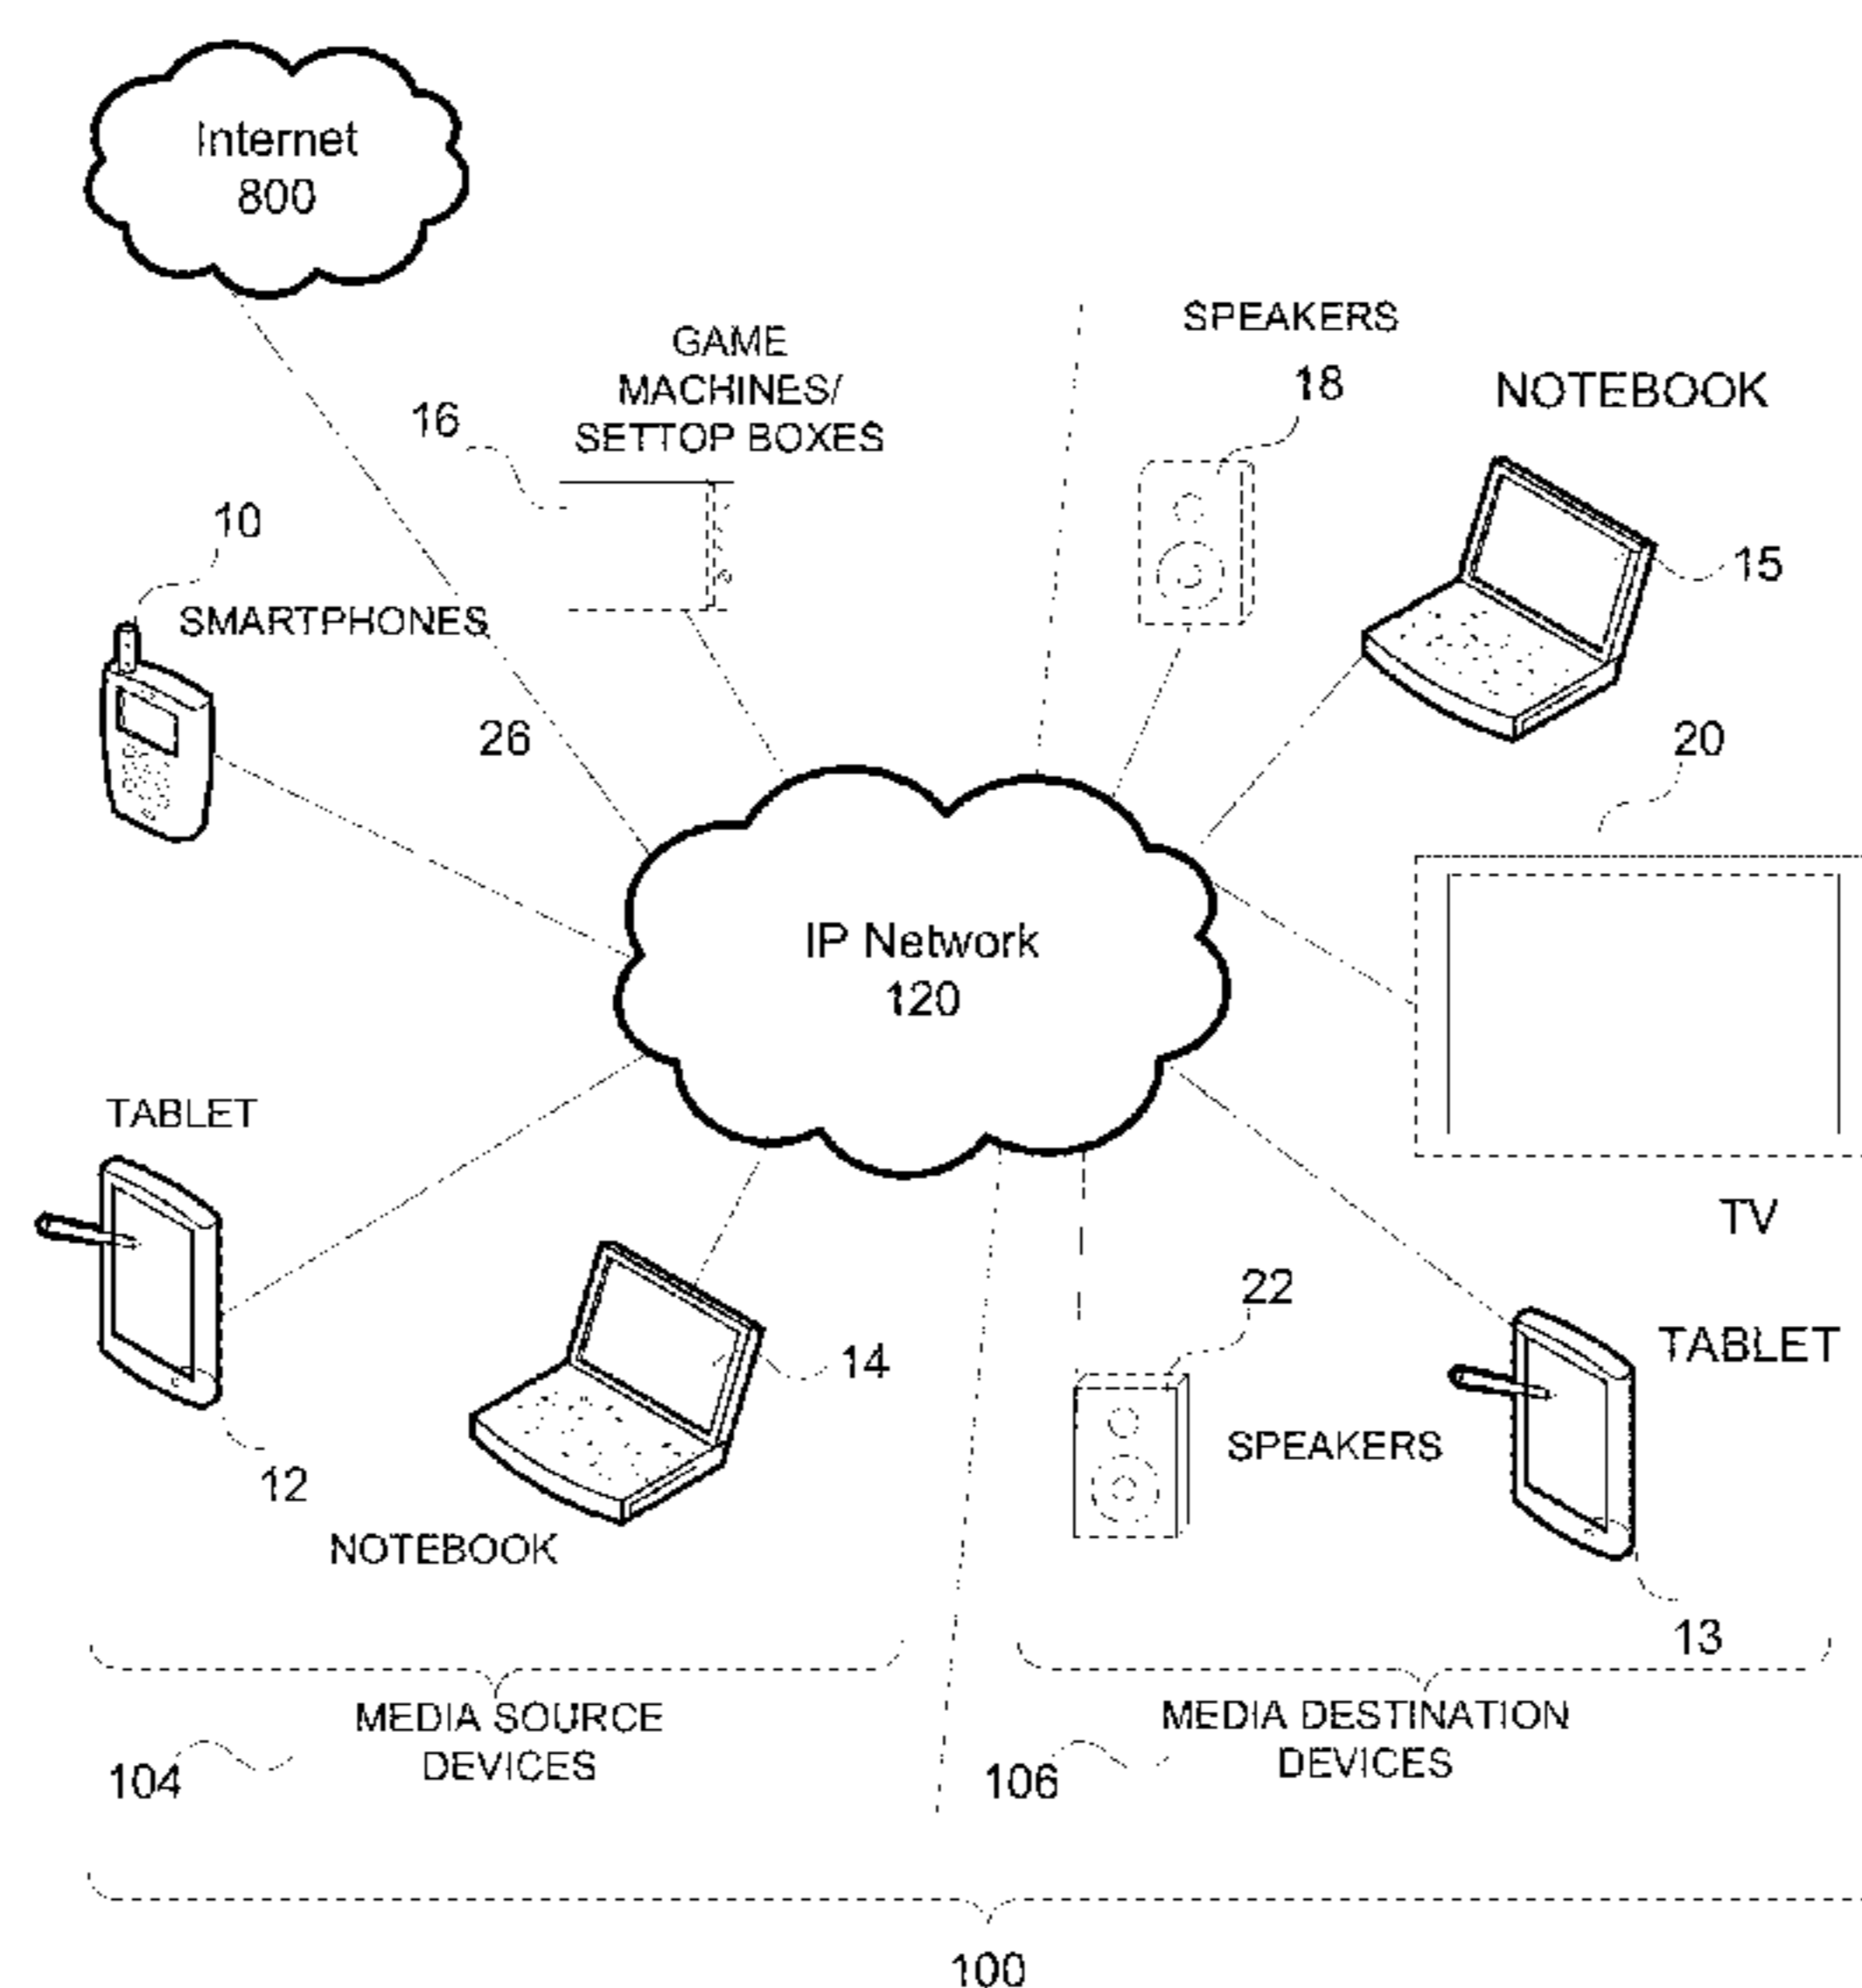 Internet
800
GAME
MACHINES/
SETTOP BOXES
16
SPEAKERS
18
NOTEBOOK
15
10
SMARTPHONES
26
20
IP Network
120
TABLET
12
NOTEBOOK
14
TV
22
SPEAKERS
TABLET
13
MEDIA SOURCE
DEVICES
104
MEDIA DESTINATION
DEVICES
106
100